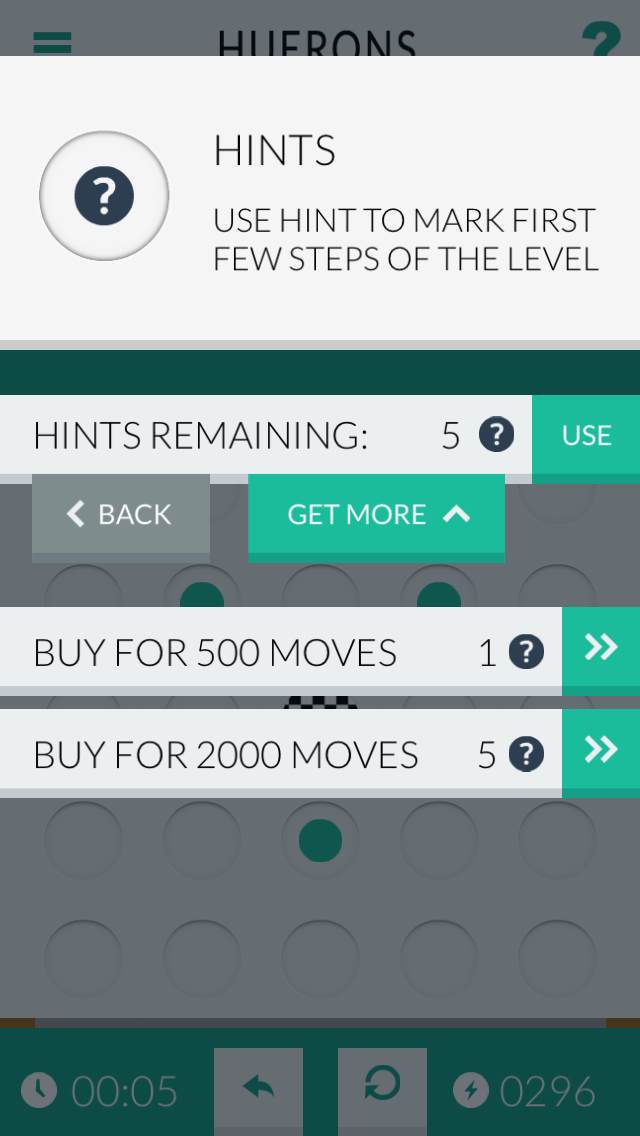 HUERONS
?
?
HINTS
USE HINT TO MARK FIRST
FEW STEPS OF THE LEVEL
HINTS REMAINING: 5 ? USE
BACK GET MORE
BUY FOR 500 MOVES 1 ?
BUY FOR 2000 MOVES 5 ?
00:05 0296